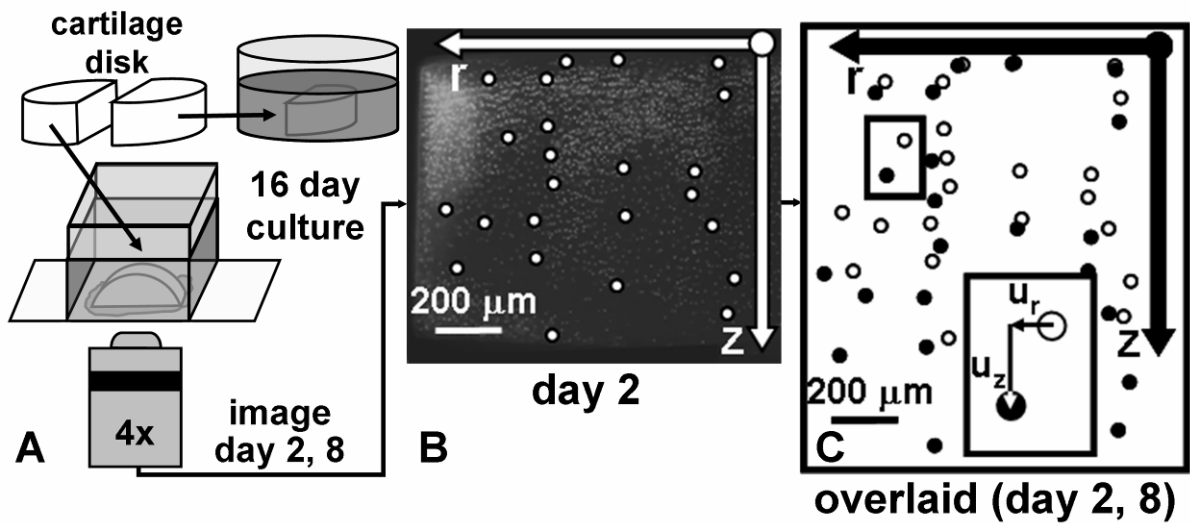 cartilage
disk
16 day
culture
4x
image
day 2, 8
A
r
200 μm
z
B
day 2
r
u_r
u_z
z
200 μm
C
overlaid (day 2, 8)